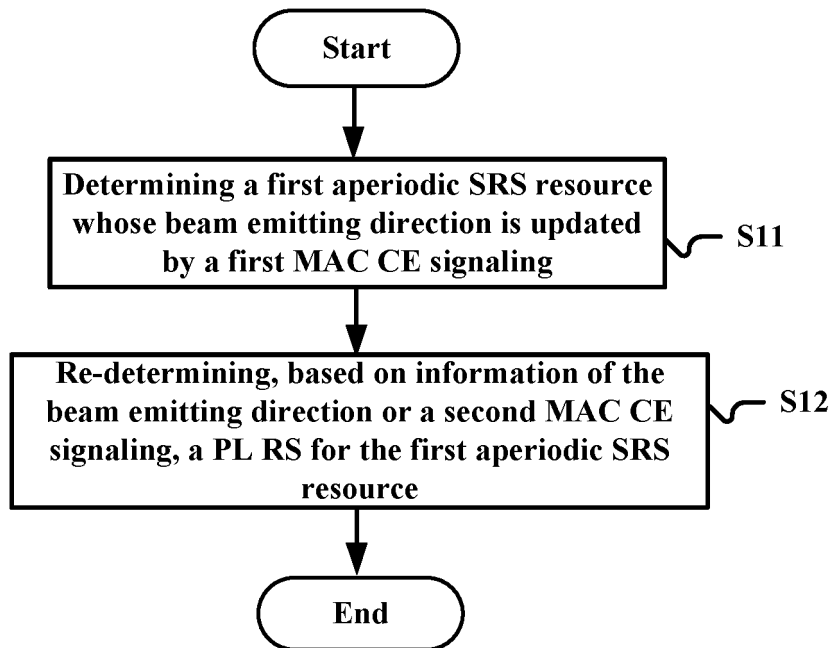 Start
Determining a first aperiodic SRS resource
whose beam emitting direction is updated
by a first MAC CE signaling
S11
Re-determining, based on information of the
beam emitting direction or a second MAC CE
signaling, a PL RS for the first aperiodic SRS
resource
S12
End